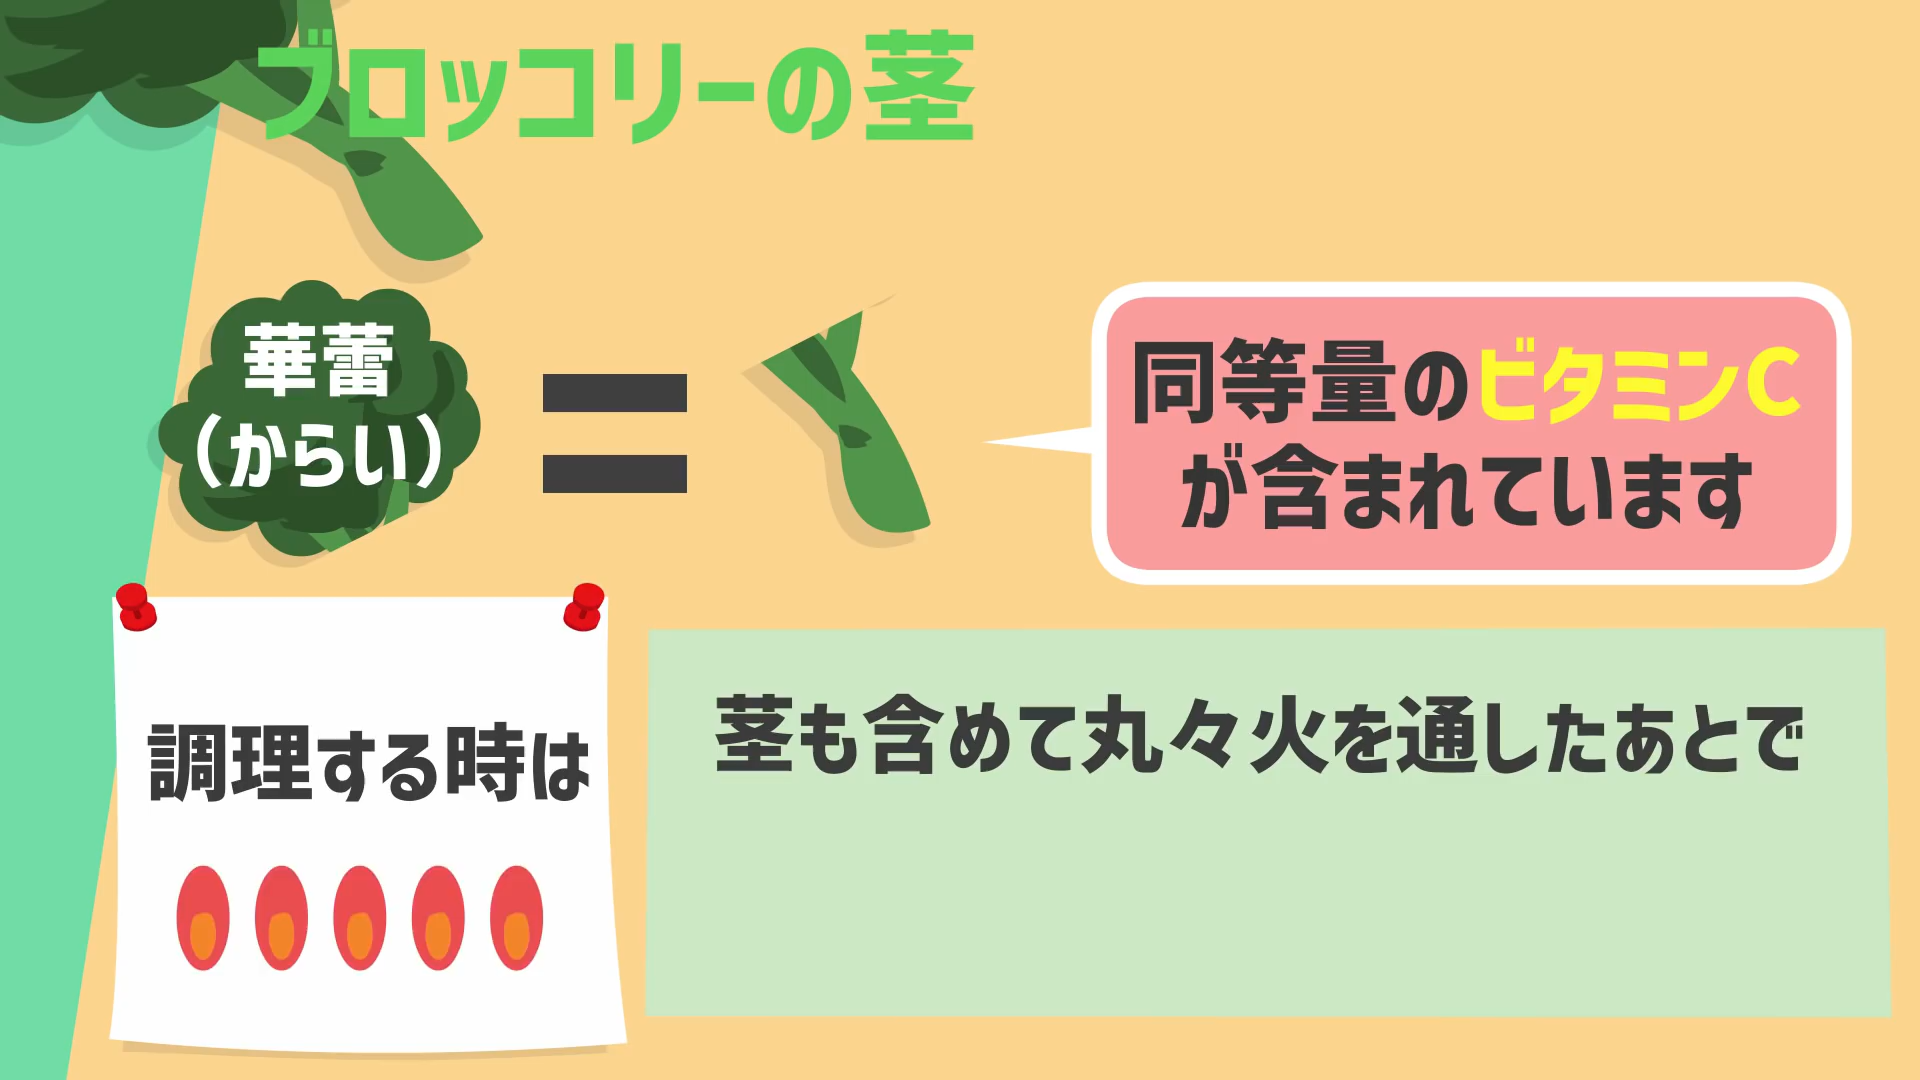 ブロッコリーの茎
華蕾
（からい）
同等量のビタミンC
が含まれています
調理する時は
茎も含めて丸々火を通したあとで